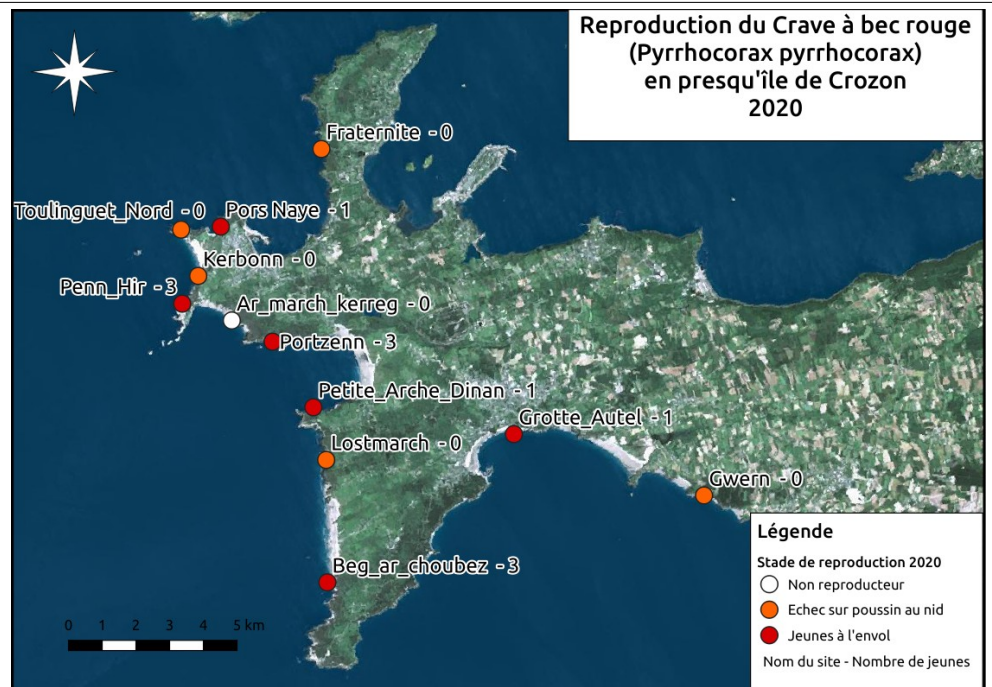 Reproduction du Crave à bec rouge
(Pyrrhocorax pyrrhocorax)
en presqu'île de Crozon
2020
Fraternite - 0
Toulinguet_Nord - 0
Pors Naye - 1
Kerbonn - 0
Penn_Hir - 3
Ar_march_kerreg - 0
Portzenn - 3
Petite_Arche_Dinan - 1
Grotte_Autel - 1
Lostmarch - 0
Gwern - 0
Beg_ar_choubez - 3
Légende
Stade de reproduction 2020
Non reproducteur
Echec sur poussin au nid
Jeunes à l'envol
Nom du site - Nombre de jeunes
0 1 2 3 4 5 km